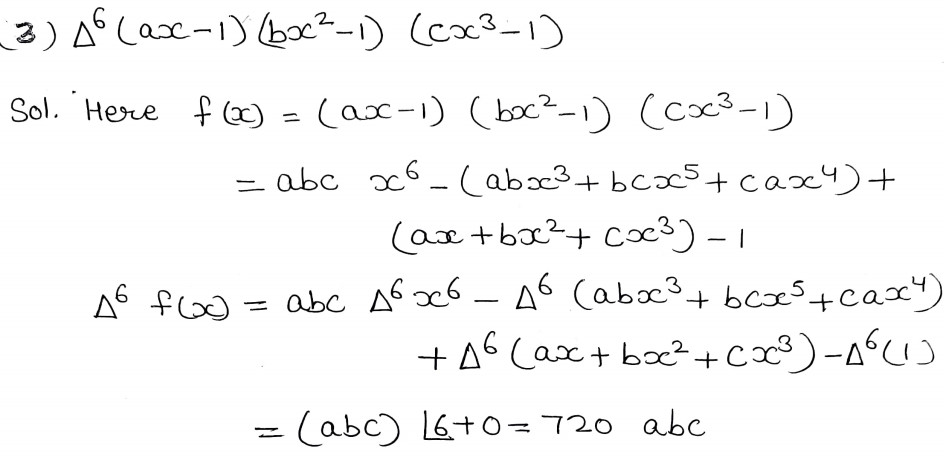 (3) Δ⁶ (ax-1) (bx²-1) (cx³-1)
Sol. Here f(x) = (ax-1) (bx²-1) (cx³-1)
= abc x⁶ - (abx³ + bcx⁵ + cax⁴) +
(ax + bx² + cx³) - 1
Δ⁶ f(x) = abc Δ⁶ x⁶ - Δ⁶ (abx³ + bcx⁵ + cax⁴)
+ Δ⁶ (ax + bx² + cx³) - Δ⁶ (1)
= (abc) ⌊6 + 0 = 720 abc